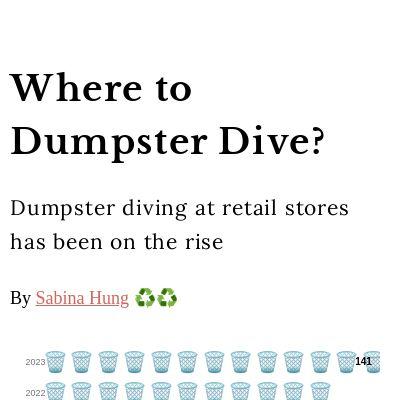 Where to
Dumpster Dive?
Dumpster diving at retail stores
has been on the rise
By Sabina Hung ♻️♻️
2023 141
2022